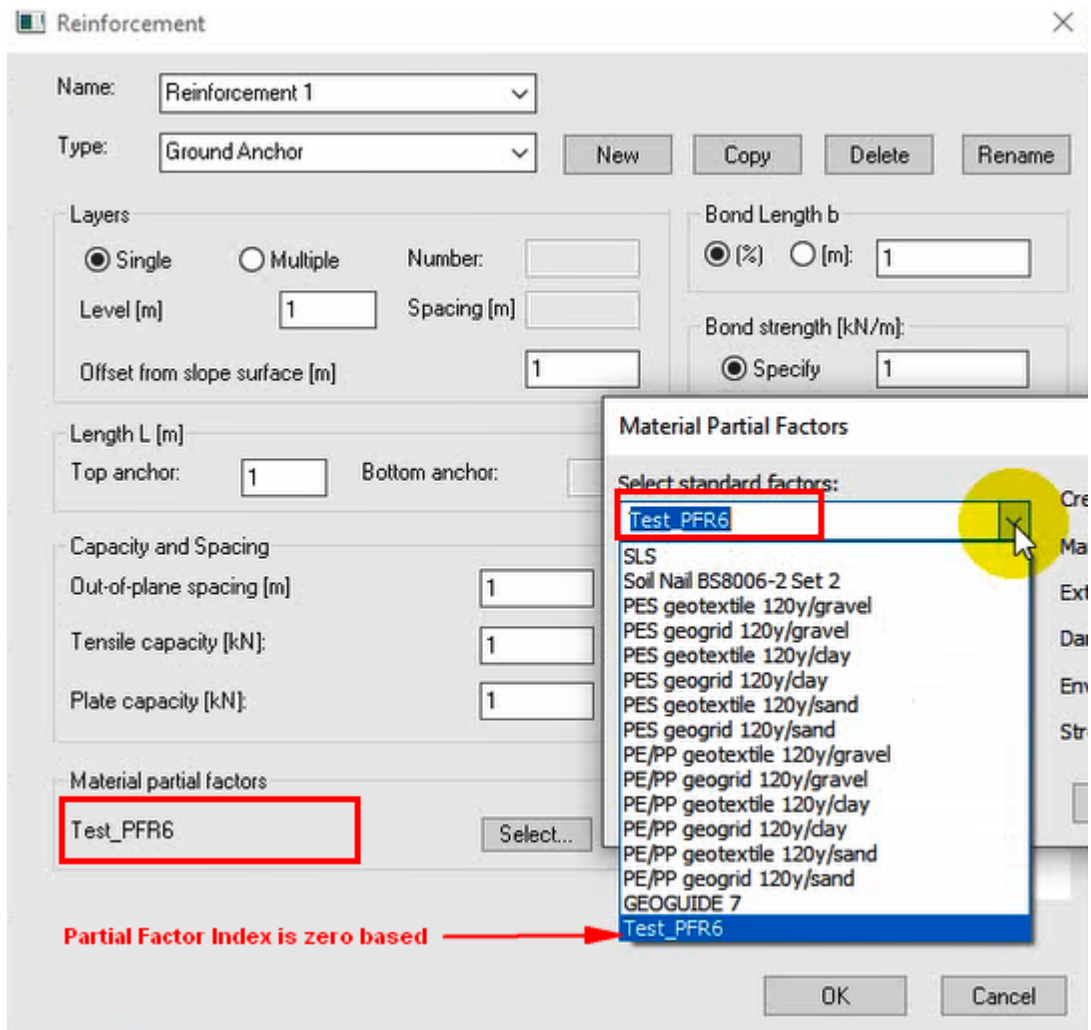 Reinforcement
Name: Reinforcement 1
Type: Ground Anchor New Copy Delete Rename
Layers
Single Multiple Number:
Level [m] 1 Spacing [m]
Offset from slope surface [m] 1
Bond Length b
(%) [m]: 1
Bond strength [kN/m]:
Specify 1
Length L [m]
Top anchor: 1 Bottom anchor:
Capacity and Spacing
Out-of-plane spacing [m] 1
Tensile capacity [kN]: 1
Plate capacity [kN]: 1
Material partial factors
Test_PFR6 Select...
Material Partial Factors
Select standard factors:
Test_PFR6
SLS
Soil Nail BS8006-2 Set 2
PES geotextile 120y/gravel
PES geogrid 120y/gravel
PES geotextile 120y/clay
PES geogrid 120y/clay
PES geotextile 120y/sand
PES geogrid 120y/sand
PE/PP geotextile 120y/gravel
PE/PP geogrid 120y/gravel
PE/PP geotextile 120y/clay
PE/PP geogrid 120y/clay
PE/PP geotextile 120y/sand
PE/PP geogrid 120y/sand
GEOGUIDE 7
Test_PFR6
Cre
Ma
Ext
Da
Env
Str
Partial Factor Index is zero based
OK Cancel